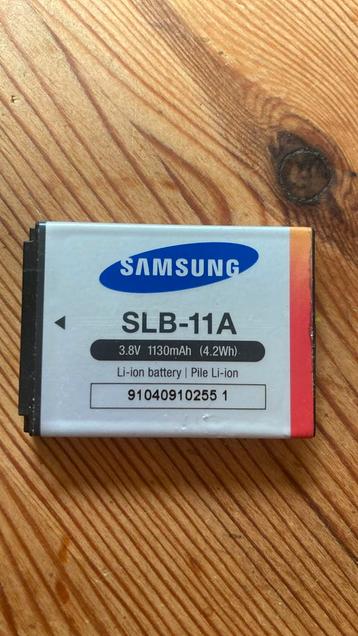 SAMSUNG
SLB-11A
3.8V 1130mAh (4.2Wh)
Li-ion battery | Pile Li-ion
91040910255 1